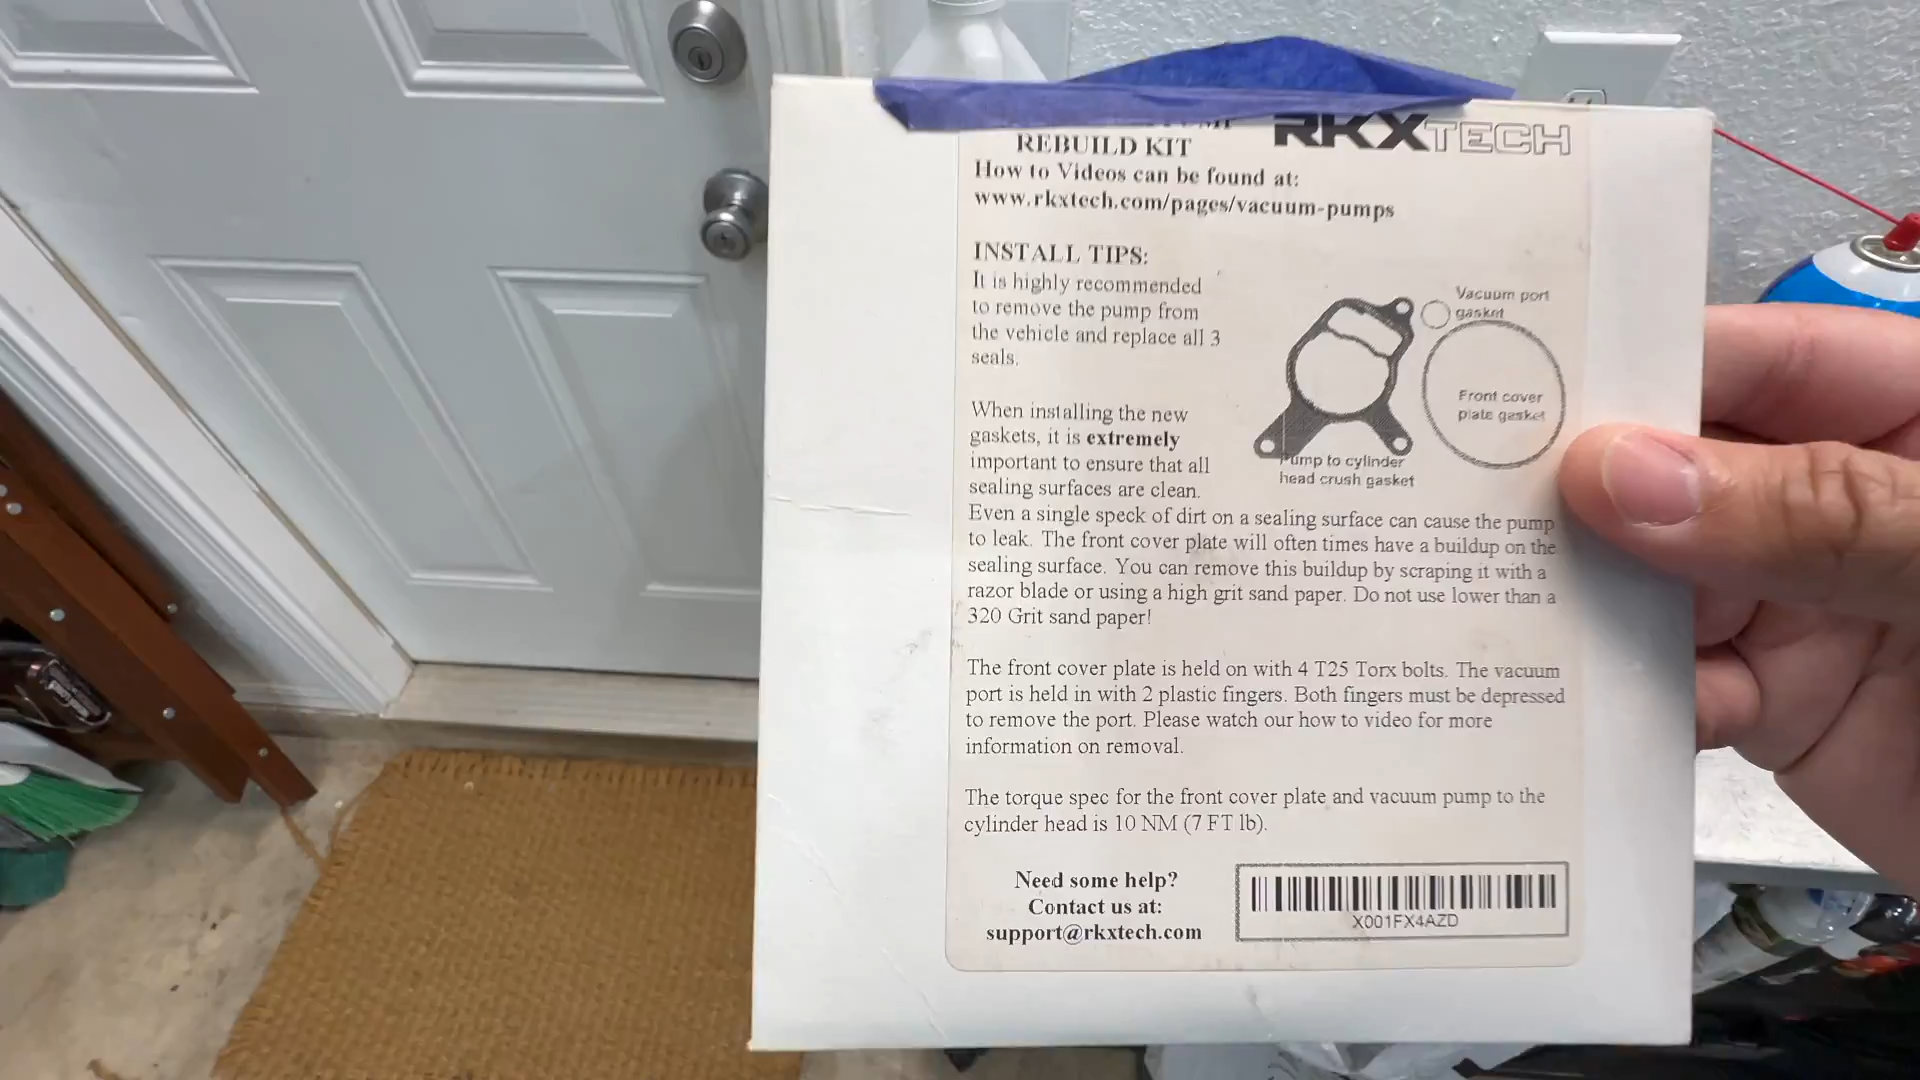 RKXTECH
REBUILD KIT
How to Videos can be found at:
www.rkxtech.com/pages/vacuum-pumps
INSTALL TIPS:
It is highly recommended
to remove the pump from
the vehicle and replace all 3
seals.
Vacuum port
gasket
Front cover
plate gasket
Pump to cylinder
head crush gasket
When installing the new
gaskets, it is extremely
important to ensure that all
sealing surfaces are clean.
Even a single speck of dirt on a sealing surface can cause the pump
to leak. The front cover plate will often times have a buildup on the
sealing surface. You can remove this buildup by scraping it with a
razor blade or using a high grit sand paper. Do not use lower than a
320 Grit sand paper!
The front cover plate is held on with 4 T25 Torx bolts. The vacuum
port is held in with 2 plastic fingers. Both fingers must be depressed
to remove the port. Please watch our how to video for more
information on removal.
The torque spec for the front cover plate and vacuum pump to the
cylinder head is 10 NM (7 FT lb).
Need some help?
Contact us at:
support@rkxtech.com
X001FX4AZD